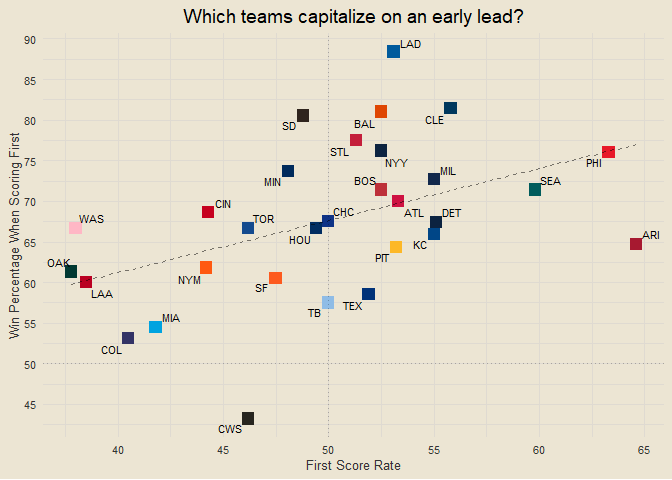 Which teams capitalize on an early lead?
Win Percentage When Scoring First
90
85
80
75
70
65
60
55
50
45
LAD
SD
BAL
CLE
STL
NYY
PHI
MIN
MIL
BOS
SEA
CIN
ATL
DET
WAS
TOR
CHC
HOU
KC
ARI
PIT
OAK
NYM
LAA
SF
TB
TEX
MIA
COL
CWS
40
45
50
55
60
65
First Score Rate